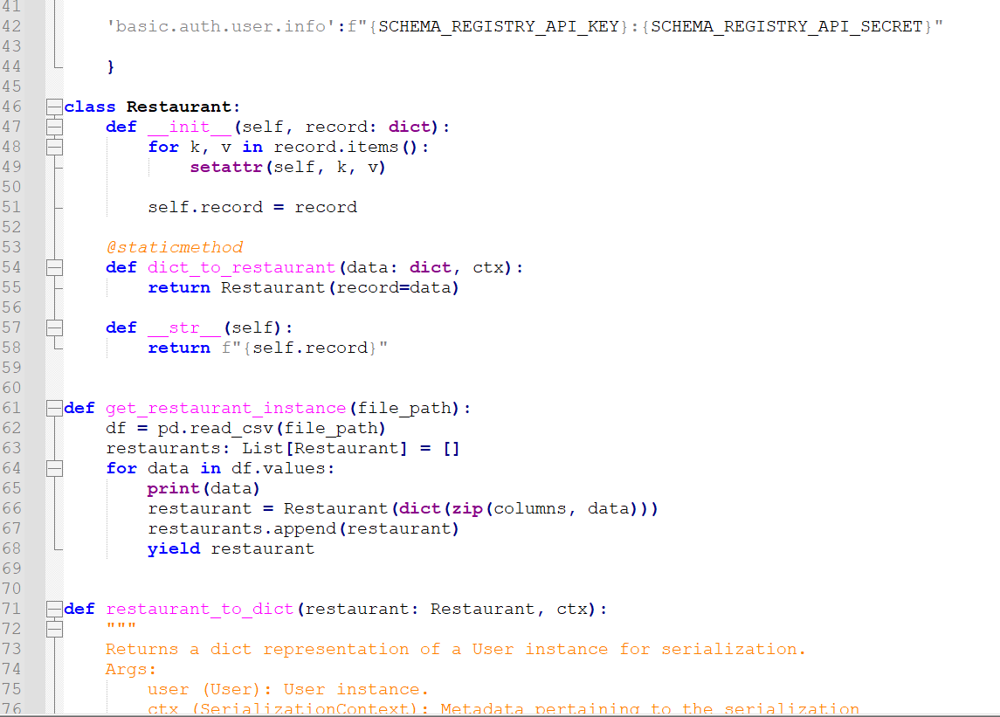 41
42 'basic.auth.user.info':f"{SCHEMA_REGISTRY_API_KEY}:{SCHEMA_REGISTRY_API_SECRET}"
43
44 }
45
46 class Restaurant:
47 def __init__(self, record: dict):
48 for k, v in record.items():
49 setattr(self, k, v)
50
51 self.record = record
52
53 @staticmethod
54 def dict_to_restaurant(data: dict, ctx):
55 return Restaurant(record=data)
56
57 def __str__(self):
58 return f"{self.record}"
59
60
61 def get_restaurant_instance(file_path):
62 df = pd.read_csv(file_path)
63 restaurants: List[Restaurant] = []
64 for data in df.values:
65 print(data)
66 restaurant = Restaurant(dict(zip(columns, data)))
67 restaurants.append(restaurant)
68 yield restaurant
69
70
71 def restaurant_to_dict(restaurant: Restaurant, ctx):
72 """
73 Returns a dict representation of a User instance for serialization.
74 Args:
75 user (User): User instance.
76 ctx (SerializationContext): Metadata pertaining to the serialization